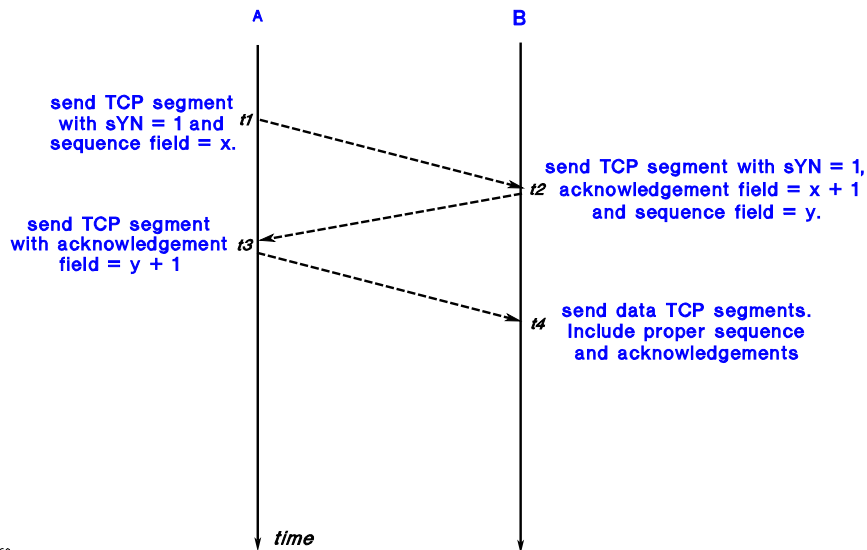 A
B
send TCP segment
with sYN = 1 and
sequence field = x.
t1
send TCP segment with sYN = 1,
acknowledgement field = x + 1
and sequence field = y.
t2
send TCP segment
with acknowledgement
field = y + 1
t3
send data TCP segments.
Include proper sequence
and acknowledgements
t4
time